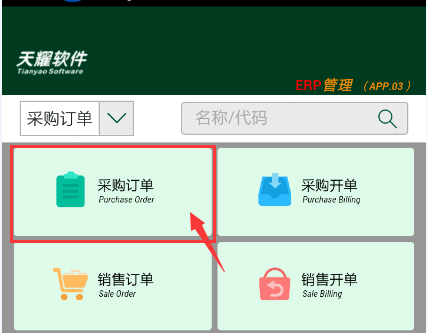 天耀软件
Tianyao Software
ERP管理 (APP.03)
采购订单
名称/代码
采购订单
Purchase Order
采购开单
Purchase Billing
销售订单
Sale Order
销售开单
Sale Billing